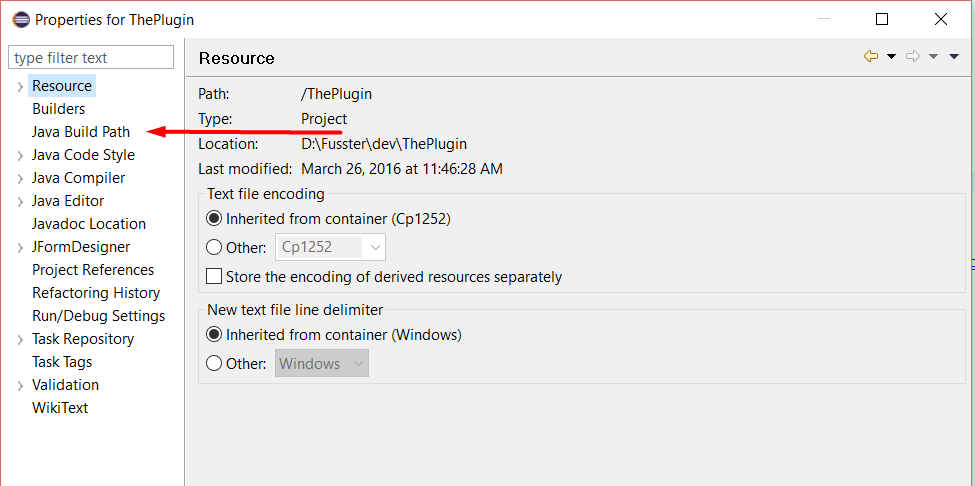 Properties for ThePlugin
type filter text
Resource
Builders
Java Build Path
Java Code Style
Java Compiler
Java Editor
Javadoc Location
JFormDesigner
Project References
Refactoring History
Run/Debug Settings
Task Repository
Task Tags
Validation
WikiText
Resource
Path: /ThePlugin
Type: Project
Location: D:\Fusster\dev\ThePlugin
Last modified: March 26, 2016 at 11:46:28 AM
Text file encoding
Inherited from container (Cp1252)
Other: Cp1252
Store the encoding of derived resources separately
New text file line delimiter
Inherited from container (Windows)
Other: Windows